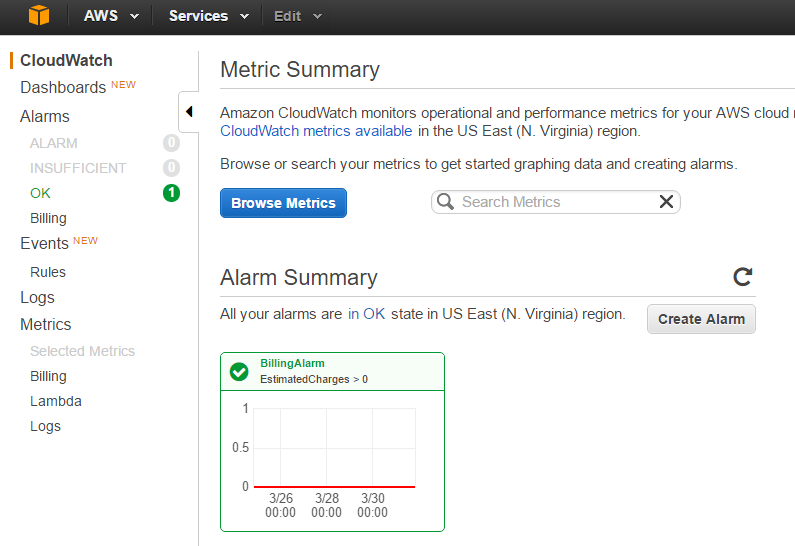 AWS Services Edit
CloudWatch
Dashboards NEW
Alarms
ALARM 0
INSUFFICIENT 0
OK 1
Billing
Events NEW
Rules
Logs
Metrics
Selected Metrics
Billing
Lambda
Logs
Metric Summary
Amazon CloudWatch monitors operational and performance metrics for your AWS cloud
CloudWatch metrics available in the US East (N. Virginia) region.
Browse or search your metrics to get started graphing data and creating alarms.
Browse Metrics
Search Metrics
Alarm Summary
All your alarms are in OK state in US East (N. Virginia) region.
Create Alarm
BillingAlarm
EstimatedCharges > 0
1
0.5
0
3/26 3/28 3/30
00:00 00:00 00:00